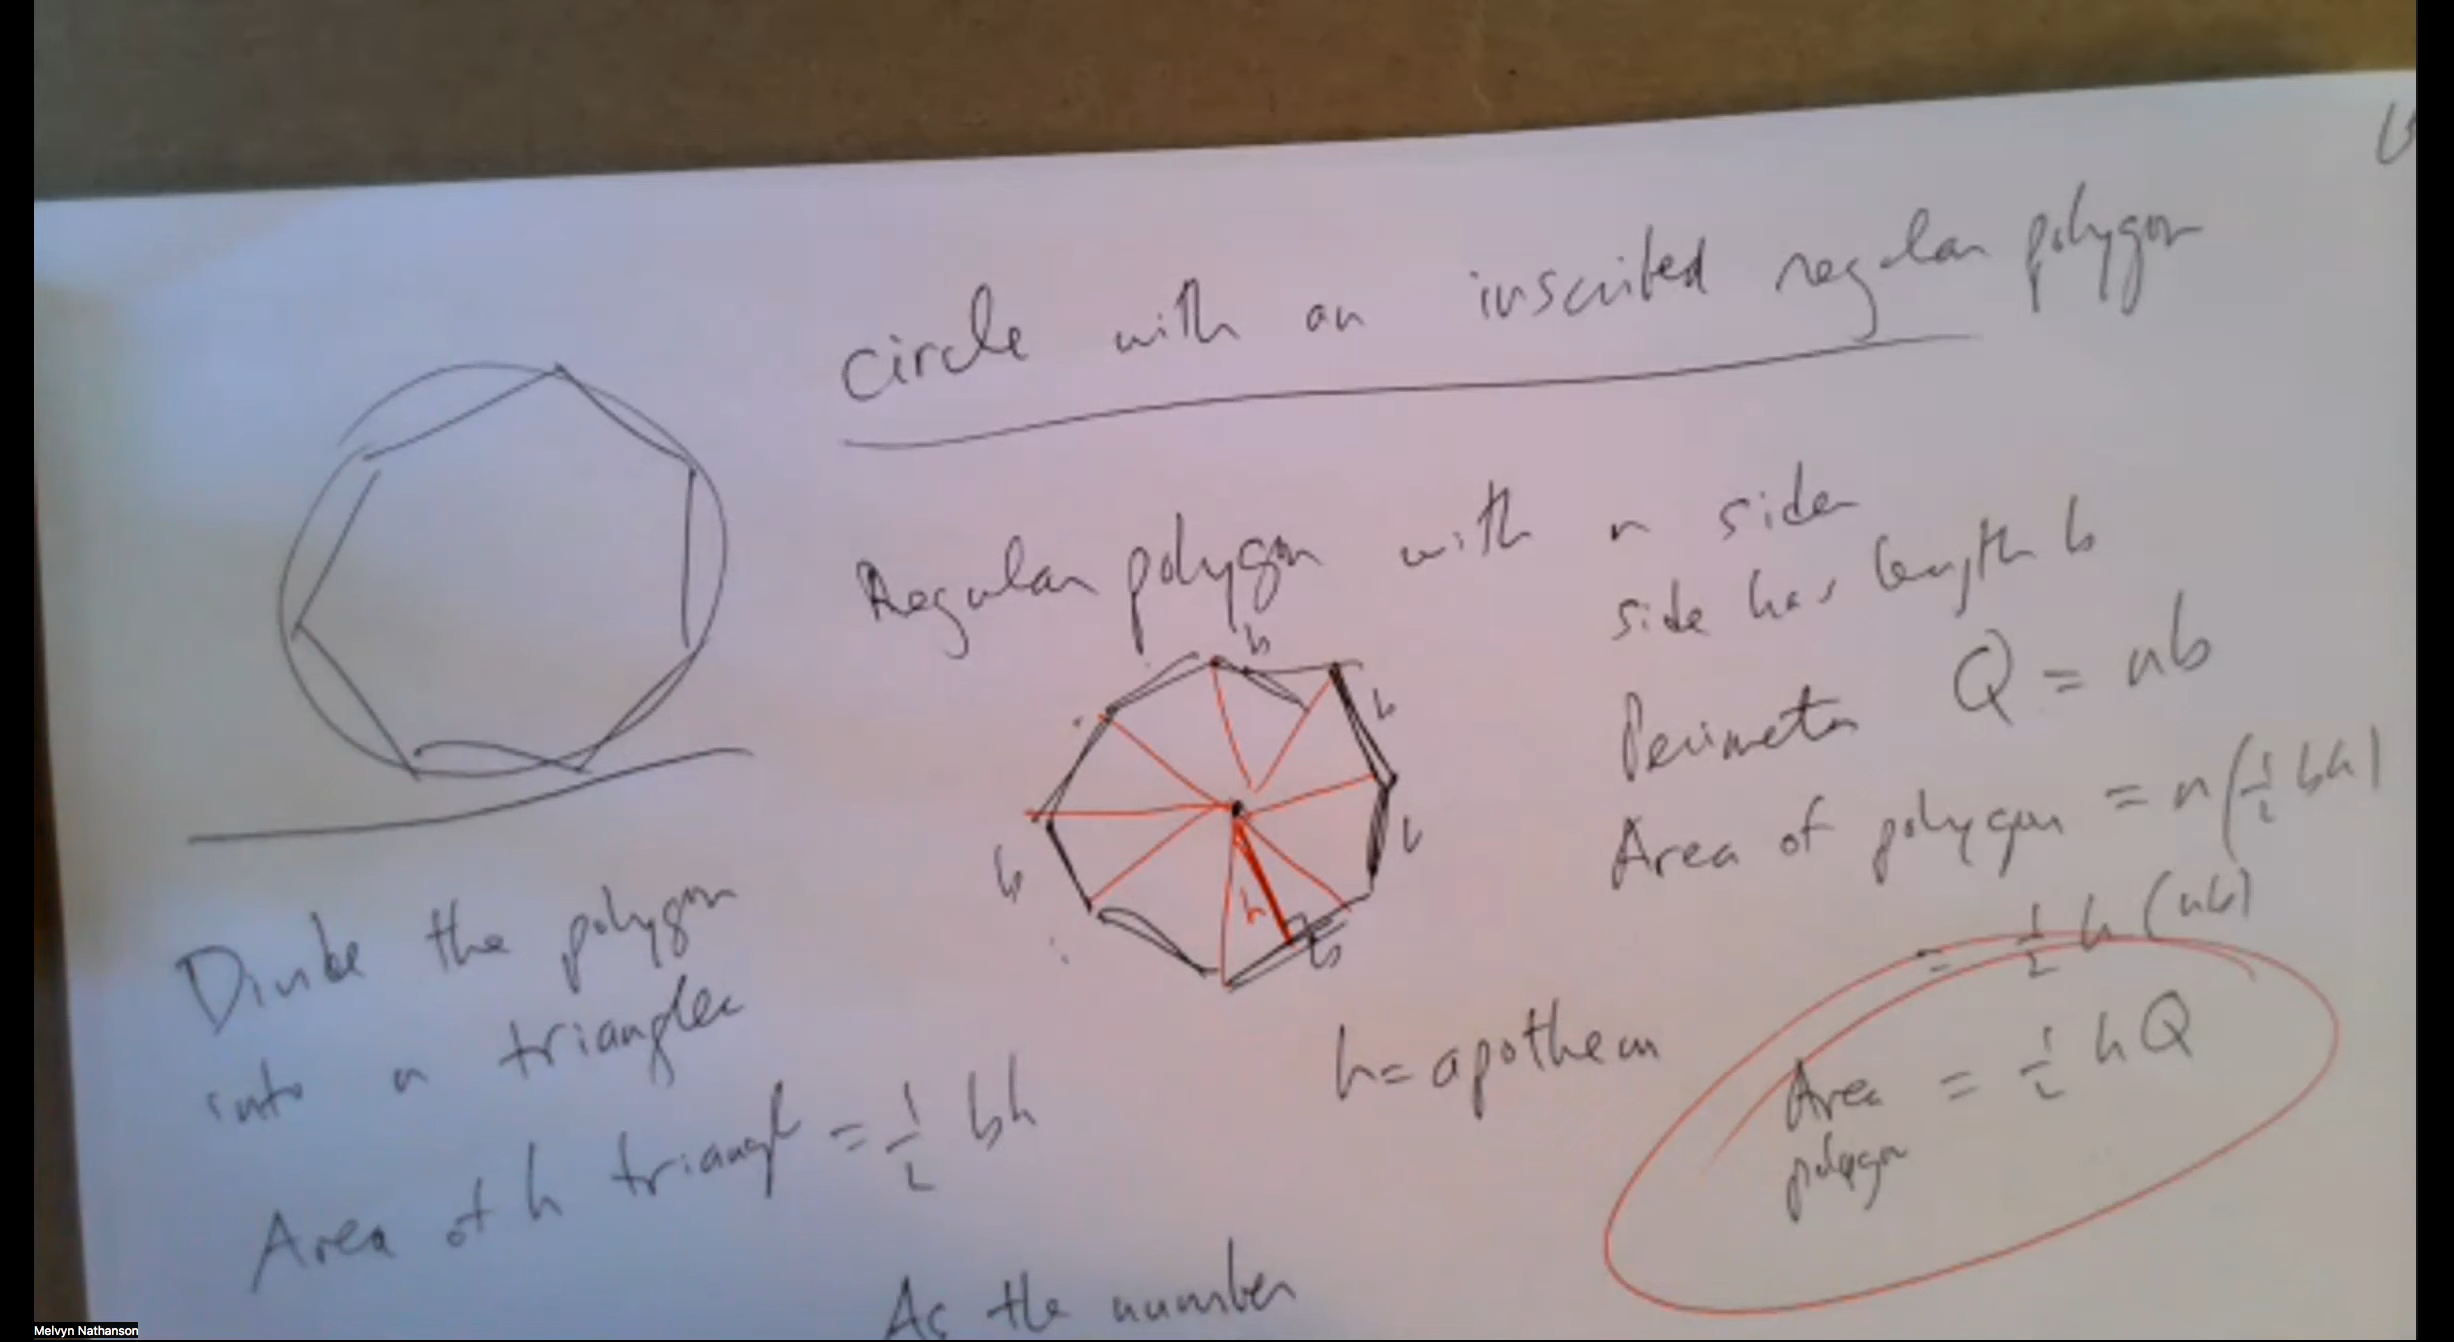 circle with an inscribed regular polygon
Regular polygon with n sides
side has length b
Perimeter Q = nb
Area of polygon = n(1/2 bh)
= 1/2 h (nb)
Area polygon = 1/2 h Q
b
b
b
b
b
h
h = apothem
Divide the polygon
into n triangles
Area of h triangl = 1/2 bh
As the number
Melvyn Nathanson